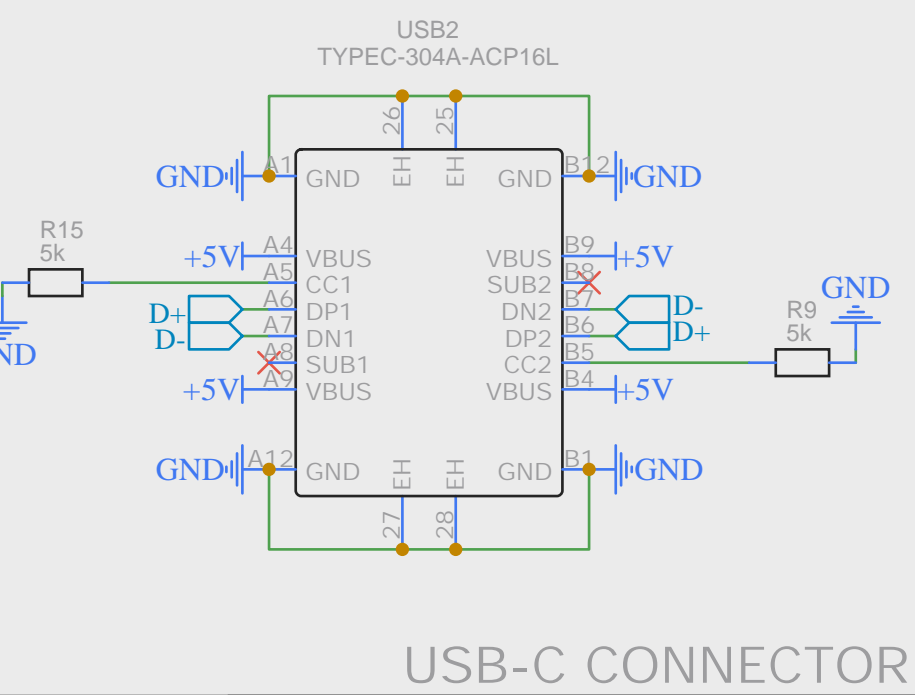 USB2
TYPEC-304A-ACP16L
26
25
A1
B12
GND
GND
EH
EH
GND
GND
R15
5k
+5V
A4
VBUS
VBUS
B9
+5V
A5
CC1
SUB2
B8
GND
D+
A6
DP1
DN2
B7
D-
R9
5k
D-
A7
DN1
DP2
B6
D+
ND
A8
SUB1
CC2
B5
+5V
A9
VBUS
VBUS
B4
+5V
GND
A12
GND
EH
EH
GND
B1
GND
27
28
USB-C CONNECTOR